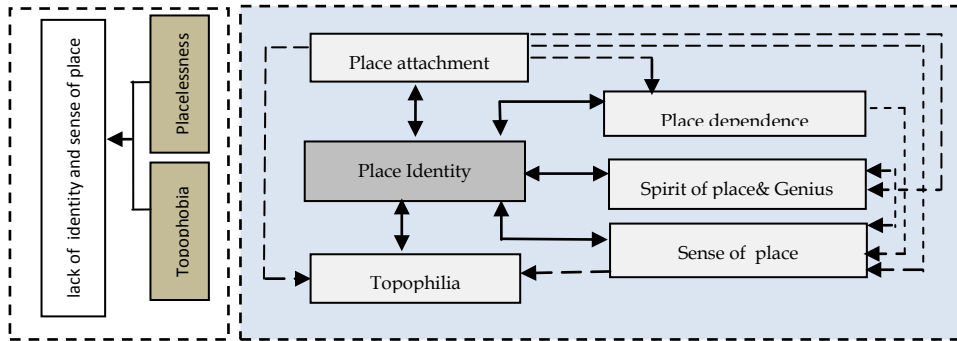 lack of identity and sense of place
Placelessness
Topophobia
Place attachment
Place dependence
Place Identity
Spirit of place& Genius
Sense of place
Topophilia